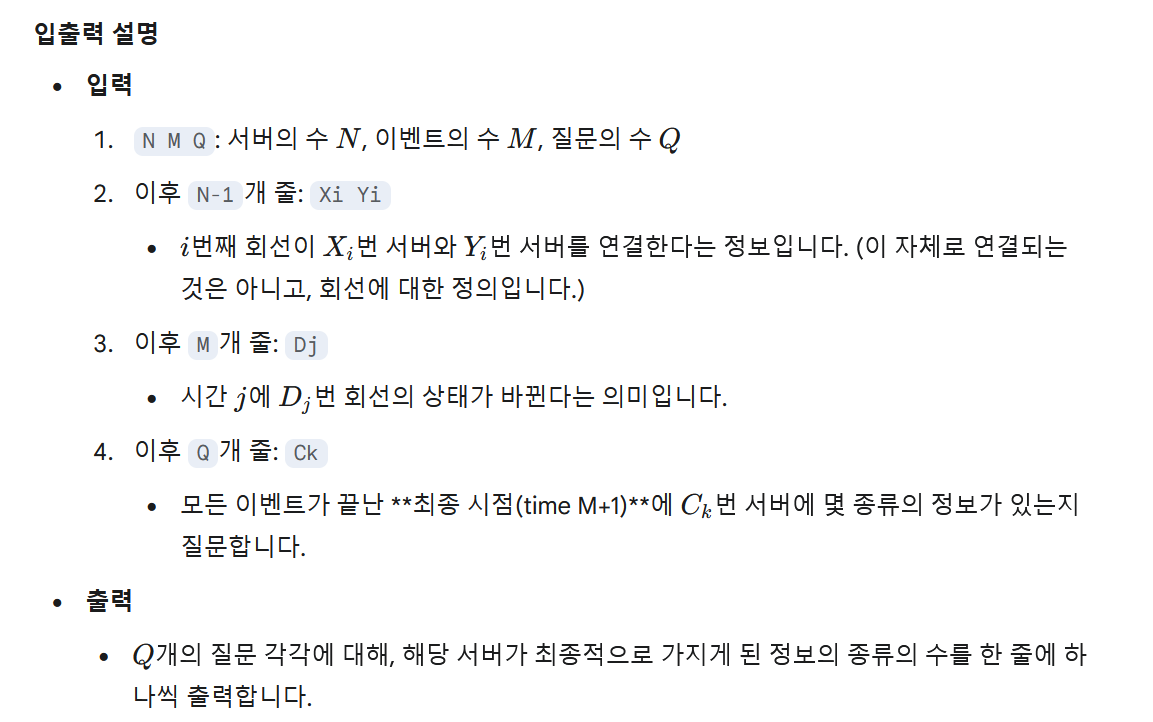 입출력 설명
• 입력
1. N M Q: 서버의 수 N, 이벤트의 수 M, 질문의 수 Q
2. 이후 N-1개 줄: Xi Yi
• i번째 회선이 Xi번 서버와 Yi번 서버를 연결한다는 정보입니다. (이 자체로 연결되는
것은 아니고, 회선에 대한 정의입니다.)
3. 이후 M개 줄: Dj
• 시간 j에 Dj번 회선의 상태가 바뀐다는 의미입니다.
4. 이후 Q개 줄: Ck
• 모든 이벤트가 끝난 **최종 시점(time M+1)**에 Ck번 서버에 몇 종류의 정보가 있는지
질문합니다.
• 출력
• Q개의 질문 각각에 대해, 해당 서버가 최종적으로 가지게 된 정보의 종류의 수를 한 줄에 하
나씩 출력합니다.